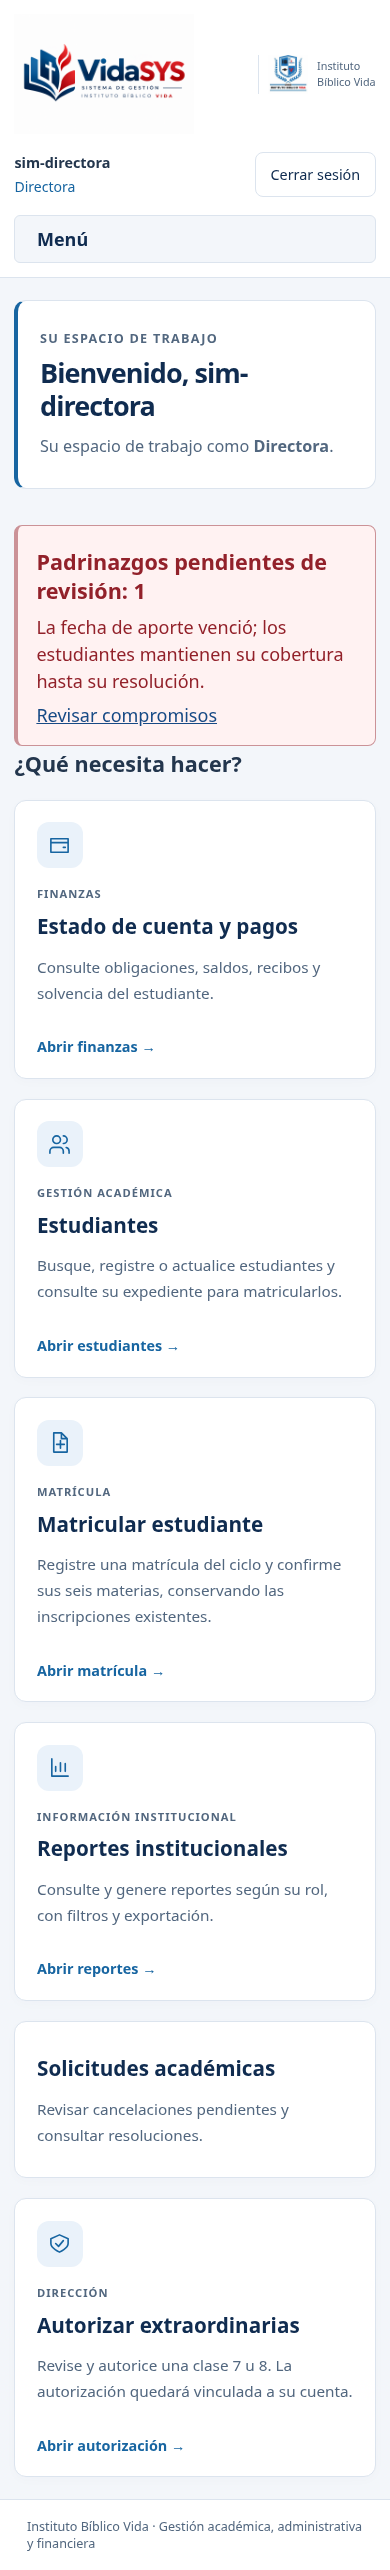 VidaSYS
SISTEMA DE GESTIÓN
INSTITUTO BÍBLICO VIDA
INSTITUTO BÍBLICO VIDA
Instituto
Bíblico Vida
sim-directora
Directora
Cerrar sesión
Menú
SU ESPACIO DE TRABAJO
Bienvenido, sim-
directora
Su espacio de trabajo como Directora.
Padrinazgos pendientes de
revisión: 1
La fecha de aporte venció; los
estudiantes mantienen su cobertura
hasta su resolución.
Revisar compromisos
¿Qué necesita hacer?
FINANZAS
Estado de cuenta y pagos
Consulte obligaciones, saldos, recibos y
solvencia del estudiante.
Abrir finanzas →
GESTIÓN ACADÉMICA
Estudiantes
Busque, registre o actualice estudiantes y
consulte su expediente para matricularlos.
Abrir estudiantes →
MATRÍCULA
Matricular estudiante
Registre una matrícula del ciclo y confirme
sus seis materias, conservando las
inscripciones existentes.
Abrir matrícula →
INFORMACIÓN INSTITUCIONAL
Reportes institucionales
Consulte y genere reportes según su rol,
con filtros y exportación.
Abrir reportes →
Solicitudes académicas
Revisar cancelaciones pendientes y
consultar resoluciones.
DIRECCIÓN
Autorizar extraordinarias
Revise y autorice una clase 7 u 8. La
autorización quedará vinculada a su cuenta.
Abrir autorización →
Instituto Bíblico Vida · Gestión académica, administrativa
y financiera